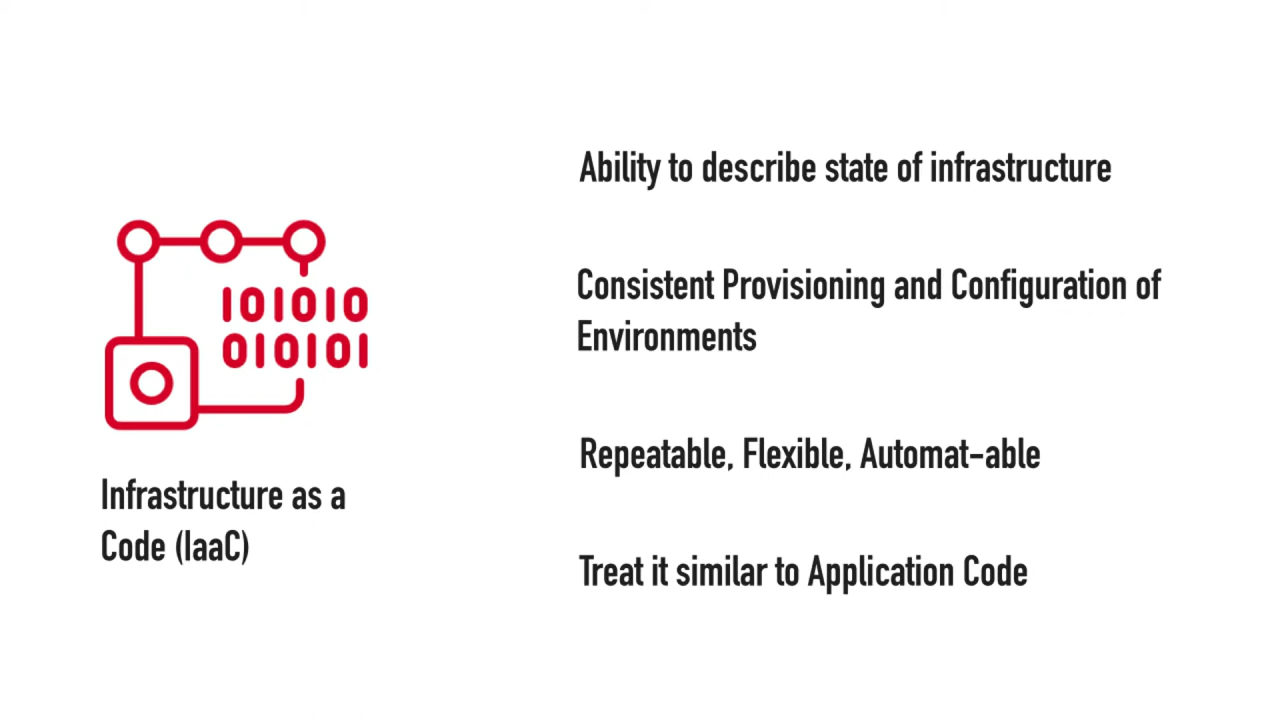 Ability to describe state of infrastructure
Consistent Provisioning and Configuration of
Environments
101010
010101
Repeatable, Flexible, Automat-able
Infrastructure as a
Code (IaaC)
Treat it similar to Application Code